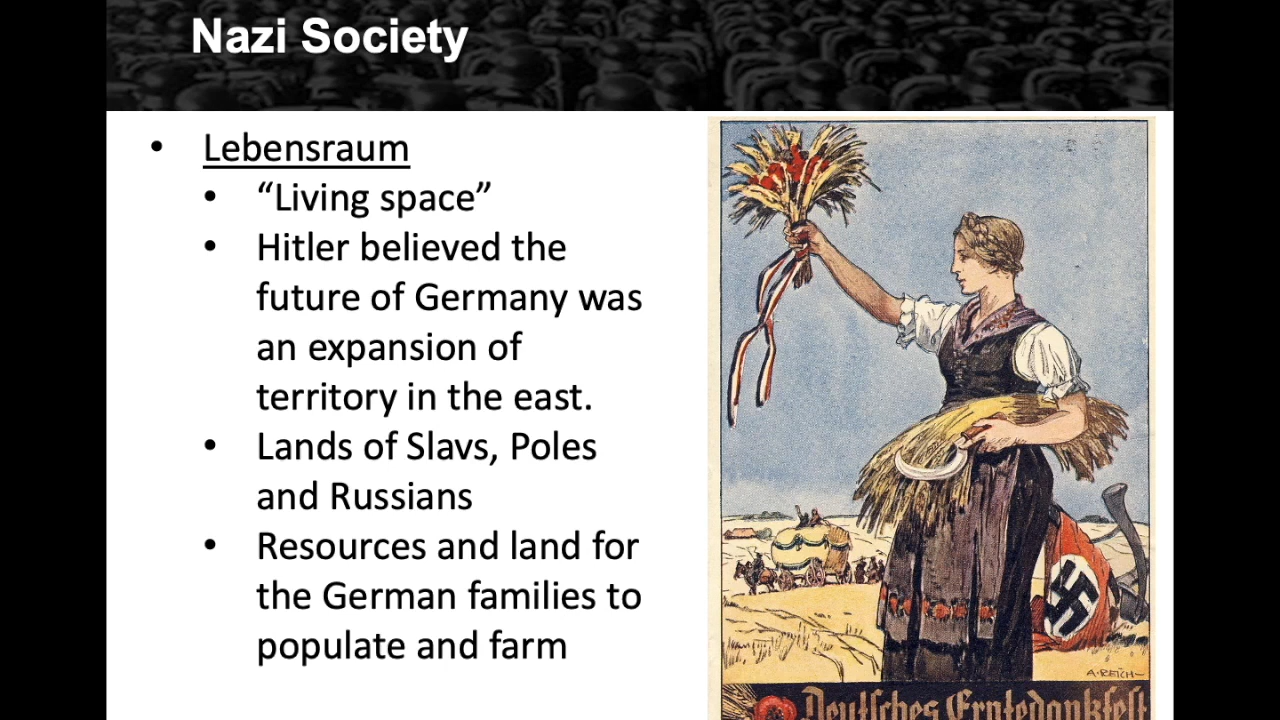 Nazi Society
• Lebensraum
• “Living space”
• Hitler believed the
future of Germany was
an expansion of
territory in the east.
• Lands of Slavs, Poles
and Russians
• Resources and land for
the German families to
populate and farm
A·REICH
Deutsches Erntedankfest